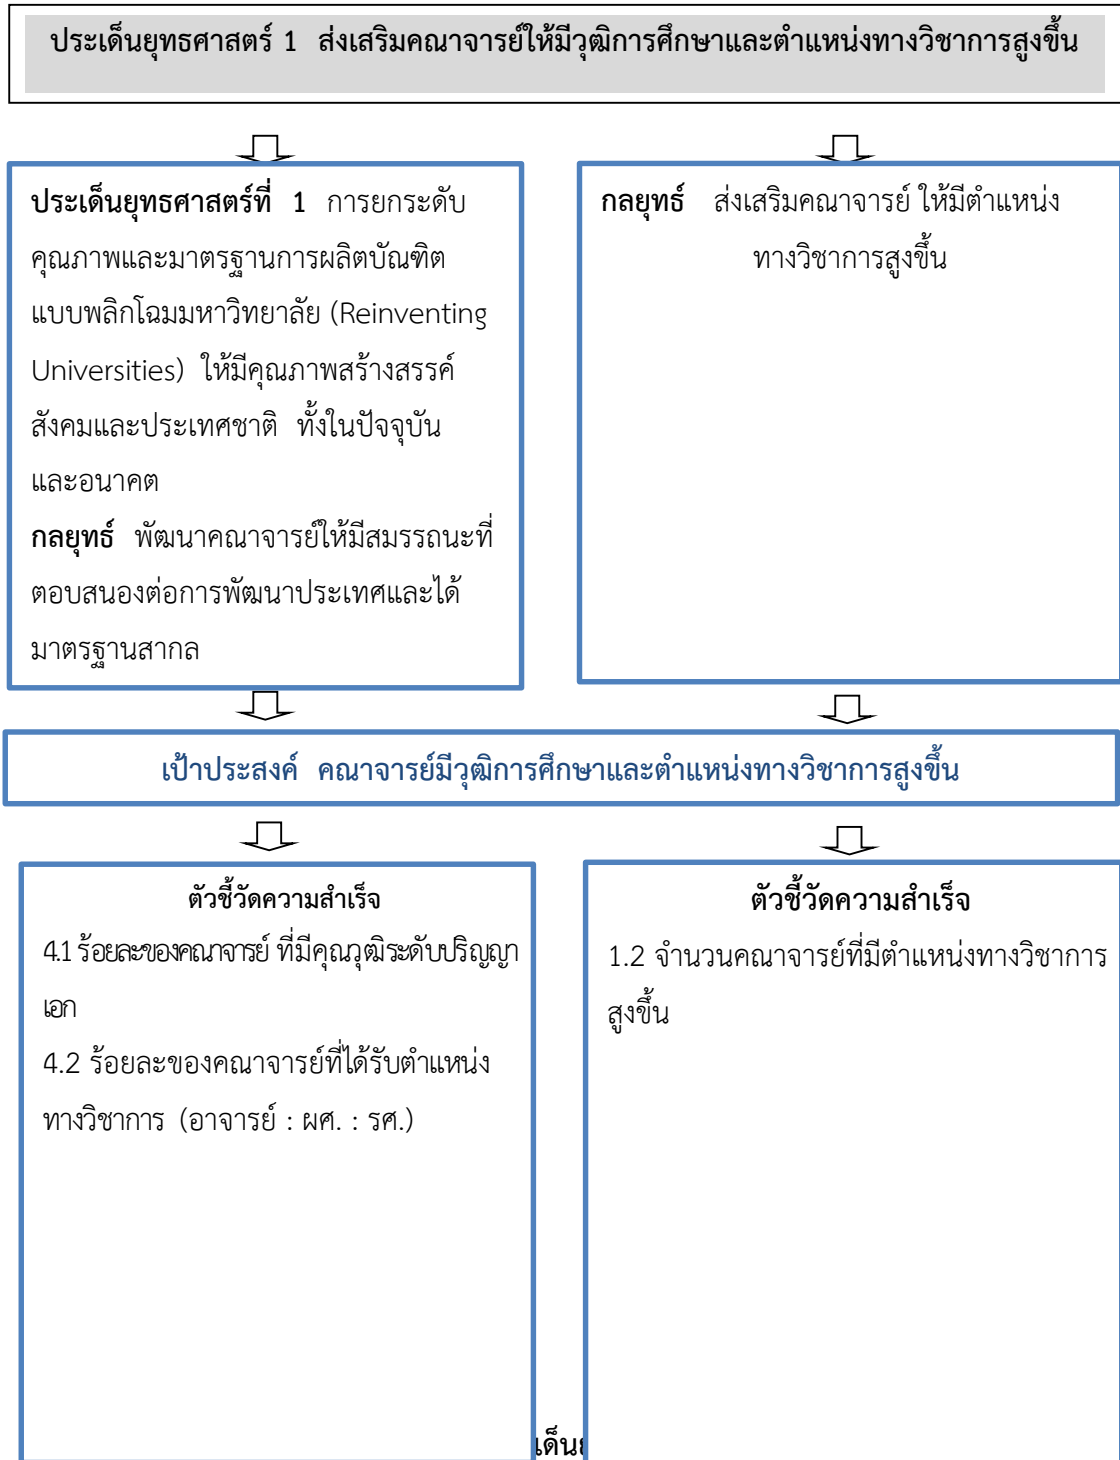 ประเด็นยุทธศาสตร์ 1 ส่งเสริมคณาจารย์ให้มีวุฒิการศึกษาและตำแหน่งทางวิชาการสูงขึ้น
ประเด็นยุทธศาสตร์ที่ 1 การยกระดับ
คุณภาพและมาตรฐานการผลิตบัณฑิต
แบบพลิกโฉมมหาวิทยาลัย (Reinventing
Universities) ให้มีคุณภาพสร้างสรรค์
สังคมและประเทศชาติ ทั้งในปัจจุบัน
และอนาคต
กลยุทธ์ พัฒนาคณาจารย์ให้มีสมรรถนะที่
ตอบสนองต่อการพัฒนาประเทศและได้
มาตรฐานสากล
กลยุทธ์ ส่งเสริมคณาจารย์ ให้มีตำแหน่ง
ทางวิชาการสูงขึ้น
เป้าประสงค์ คณาจารย์มีวุฒิการศึกษาและตำแหน่งทางวิชาการสูงขึ้น
ตัวชี้วัดความสำเร็จ
4.1 ร้อยละของคณาจารย์ ที่มีคุณวุฒิระดับปริญญา
เอก
4.2 ร้อยละของคณาจารย์ที่ได้รับตำแหน่ง
ทางวิชาการ (อาจารย์ : ผศ. : รศ.)
ตัวชี้วัดความสำเร็จ
1.2 จำนวนคณาจารย์ที่มีตำแหน่งทางวิชาการ
สูงขึ้น